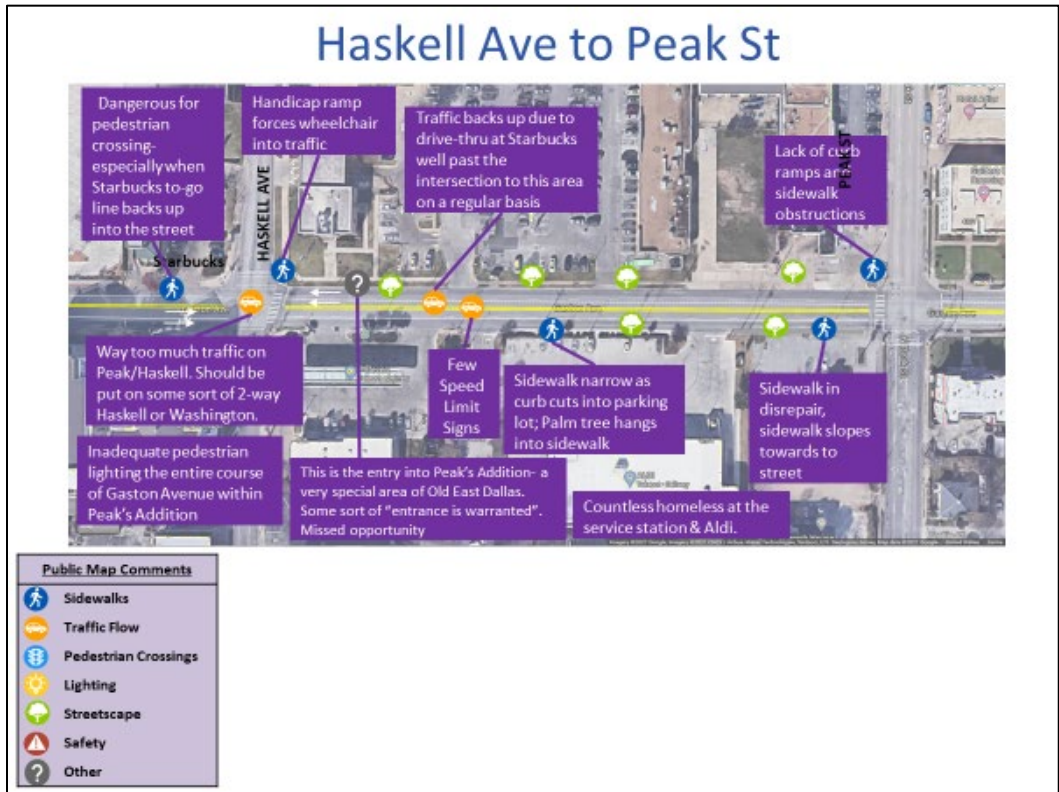 Haskell Ave to Peak St
Dangerous for
pedestrian
crossing-
especially when
Starbucks to-go
line backs up
into the street
Handicap ramp
forces wheelchair
into traffic
Traffic backs up due to
drive-thru at Starbucks
well past the
intersection to this area
on a regular basis
Lack of curb
ramps and
sidewalk
obstructions
HASKELL AVE
PEAK ST
Starbucks
Way too much traffic on
Peak/Haskell. Should be
put on some sort of 2-way
Haskell or Washington.
Few
Speed
Limit
Signs
Sidewalk narrow as
curb cuts into parking
lot; Palm tree hangs
into sidewalk
Sidewalk in
disrepair,
sidewalk slopes
towards to
street
Inadequate pedestrian
lighting the entire course
of Gaston Avenue within
Peak's Addition
This is the entry into Peak's Addition- a
very special area of Old East Dallas.
Some sort of "entrance is warranted".
Missed opportunity
Countless homeless at the
service station & Aldi.
Public Map Comments
Sidewalks
Traffic Flow
Pedestrian Crossings
Lighting
Streetscape
Safety
? Other